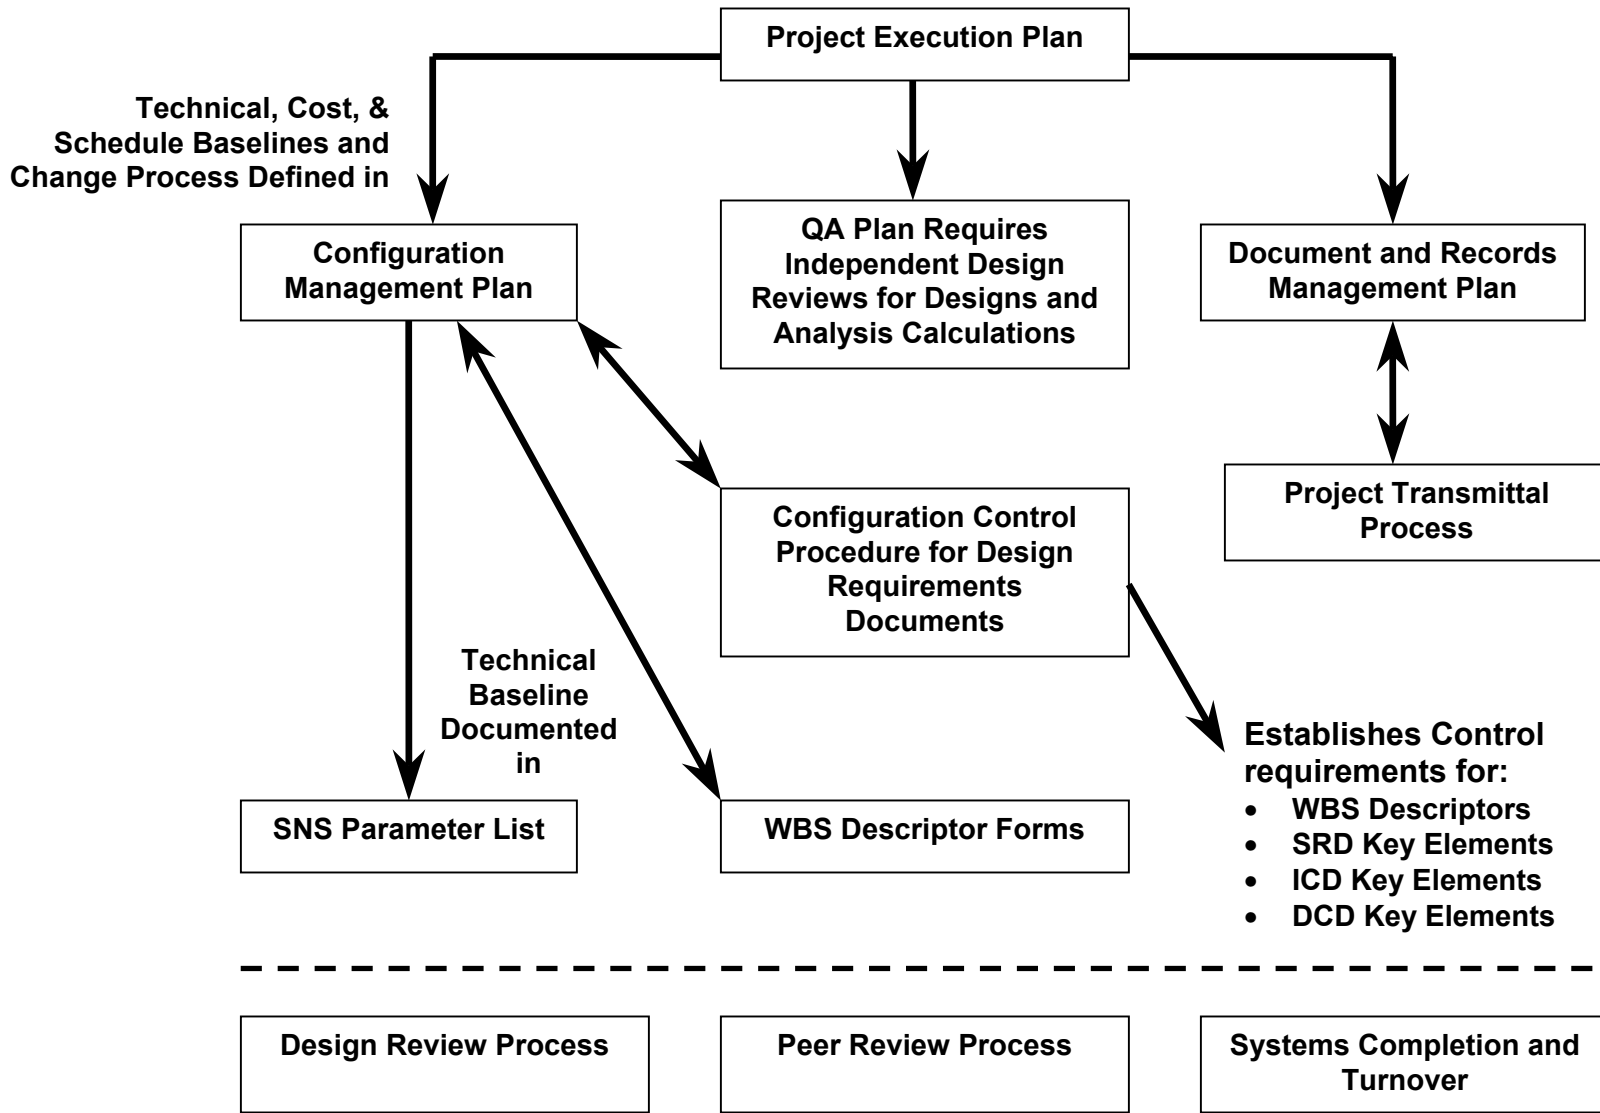 Project Execution Plan
Technical, Cost, &
Schedule Baselines and
Change Process Defined in
Configuration
Management Plan
QA Plan Requires
Independent Design
Reviews for Designs and
Analysis Calculations
Document and Records
Management Plan
Project Transmittal
Process
Configuration Control
Procedure for Design
Requirements
Documents
Technical
Baseline
Documented
in
Establishes Control
requirements for:
• WBS Descriptors
• SRD Key Elements
• ICD Key Elements
• DCD Key Elements
SNS Parameter List
WBS Descriptor Forms
Design Review Process
Peer Review Process
Systems Completion and
Turnover